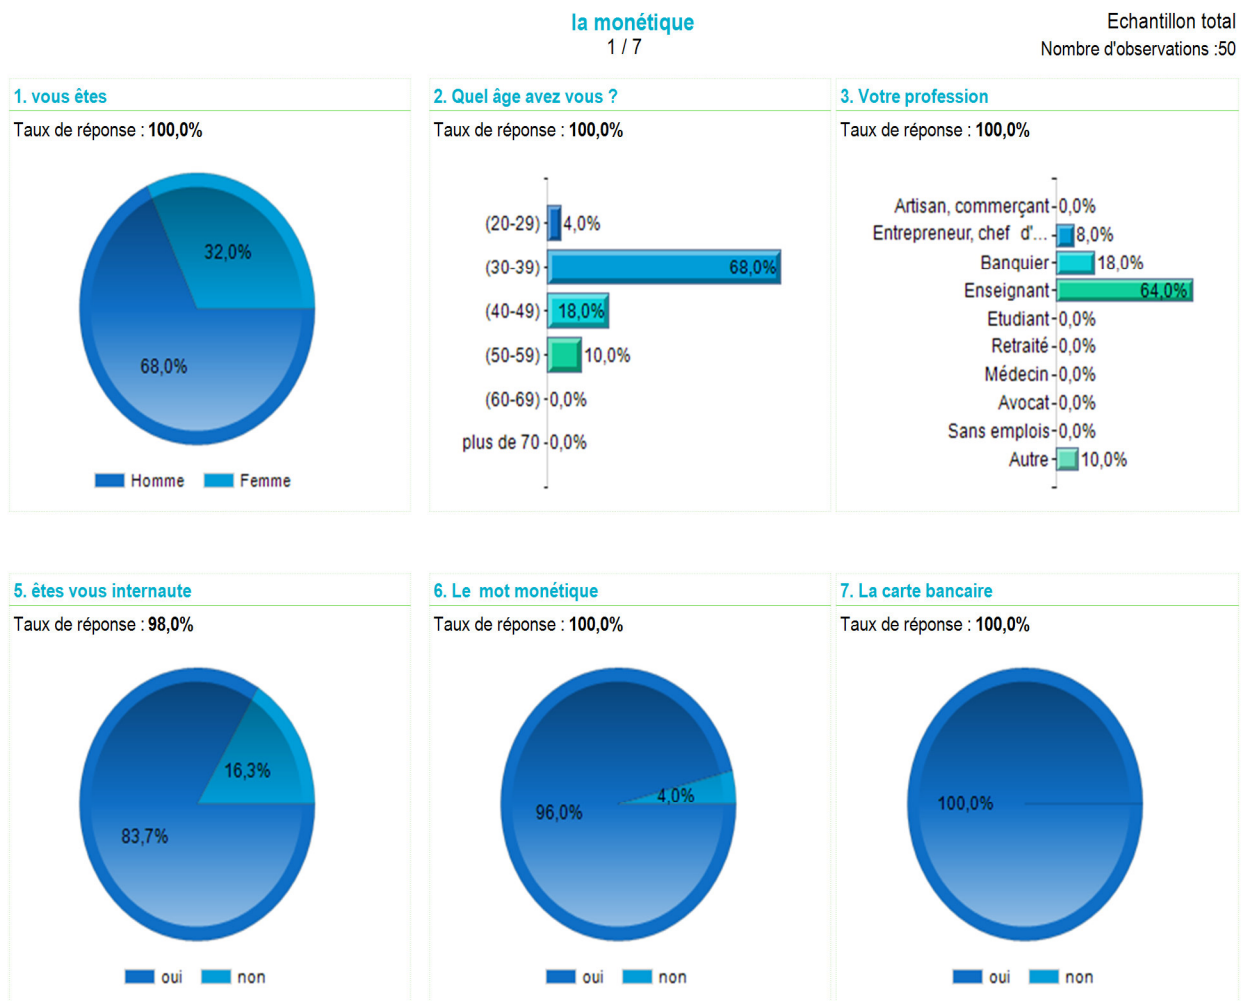 la monétique
1 / 7
Echantillon total
Nombre d'observations :50
1. vous êtes
Taux de réponse : 100,0%
32,0%
68,0%
Homme
Femme
2. Quel âge avez vous ?
Taux de réponse : 100,0%
(20-29) 4,0%
(30-39) 68,0%
(40-49) 18,0%
(50-59) 10,0%
(60-69) 0,0%
plus de 70 0,0%
3. Votre profession
Taux de réponse : 100,0%
Artisan, commerçant 0,0%
Entrepreneur, chef d'... 8,0%
Banquier 18,0%
Enseignant 64,0%
Etudiant 0,0%
Retraité 0,0%
Médecin 0,0%
Avocat 0,0%
Sans emplois 0,0%
Autre 10,0%
5. êtes vous internaute
Taux de réponse : 98,0%
16,3%
83,7%
oui
non
6. Le mot monétique
Taux de réponse : 100,0%
4,0%
96,0%
oui
non
7. La carte bancaire
Taux de réponse : 100,0%
100,0%
oui
non